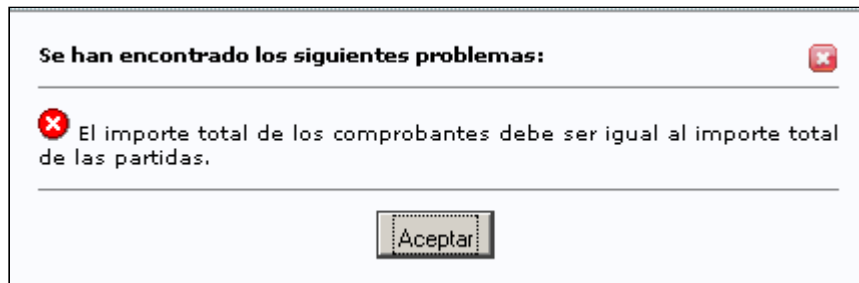 Se han encontrado los siguientes problemas:
El importe total de los comprobantes debe ser igual al importe total
de las partidas.
Aceptar